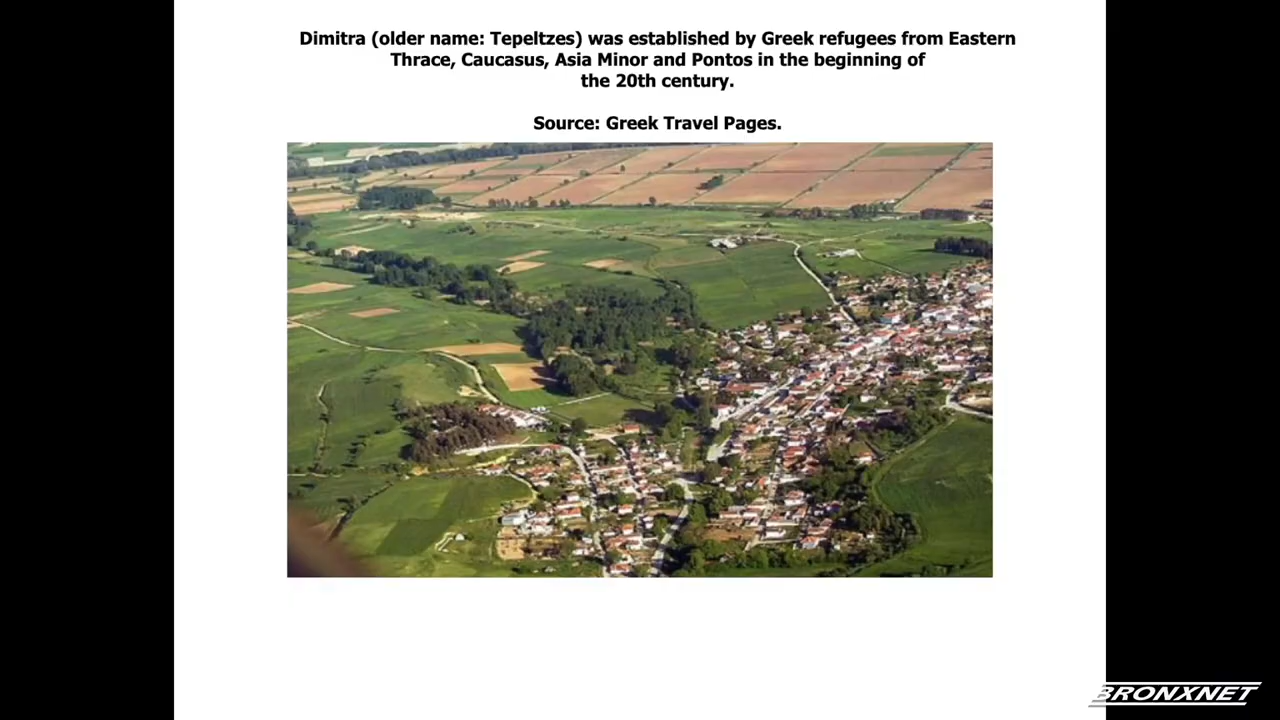 Dimitra (older name: Tepeltzes) was established by Greek refugees from Eastern
Thrace, Caucasus, Asia Minor and Pontos in the beginning of
the 20th century.
Source: Greek Travel Pages.
BRONXNET